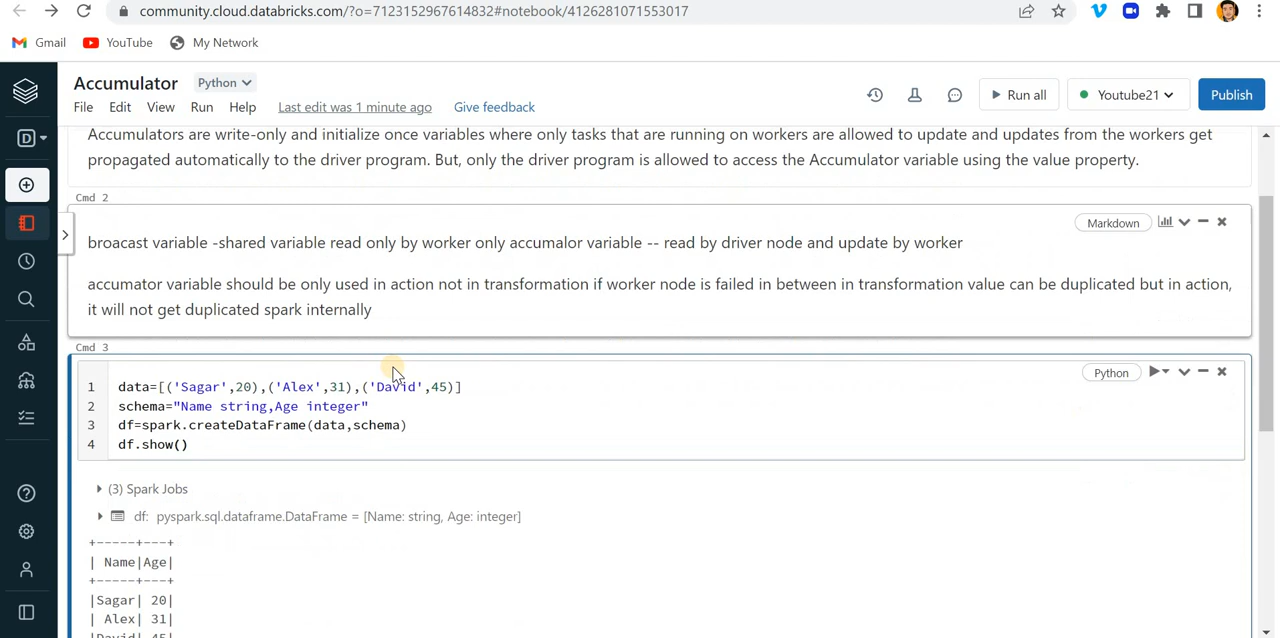 community.cloud.databricks.com/?o=7123152967614832#notebook/4126281071553017
Gmail YouTube My Network
Accumulator Python
File Edit View Run Help Last edit was 1 minute ago Give feedback
Run all Youtube21 Publish
D
Accumulators are write-only and initialize once variables where only tasks that are running on workers are allowed to update and updates from the workers get
propagated automatically to the driver program. But, only the driver program is allowed to access the Accumulator variable using the value property.
Cmd 2
Markdown
broacast variable -shared variable read only by worker only accumalor variable -- read by driver node and update by worker
accumator variable should be only used in action not in transformation if worker node is failed in between in transformation value can be duplicated but in action,
it will not get duplicated spark internally
Cmd 3
Python
1 data=[('Sagar',20),('Alex',31),('David',45)]
2 schema="Name string,Age integer"
3 df=spark.createDataFrame(data,schema)
4 df.show()
(3) Spark Jobs
df: pyspark.sql.dataframe.DataFrame = [Name: string, Age: integer]
+-----+---+
| Name|Age|
+-----+---+
|Sagar| 20|
| Alex| 31|
|David| 45|